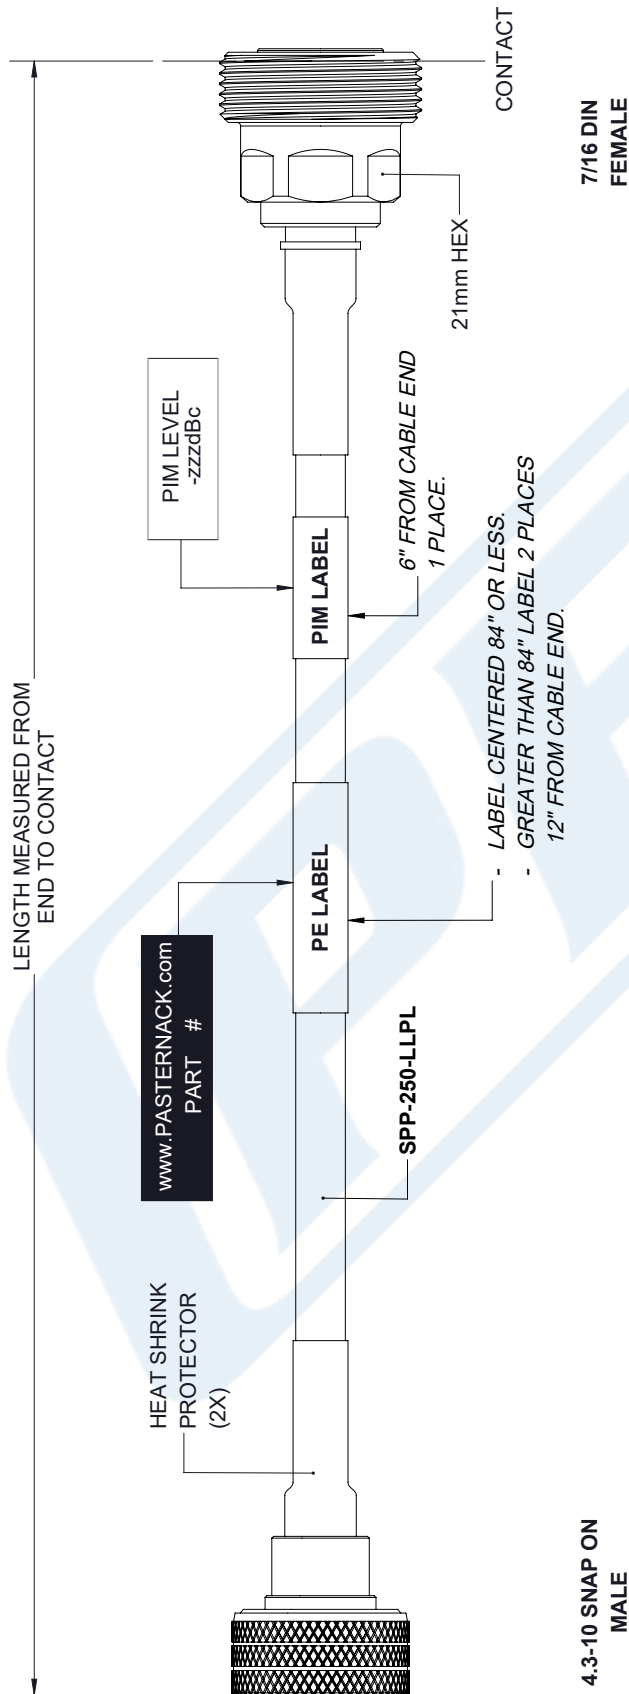 LENGTH MEASURED FROM
END TO CONTACT
HEAT SHRINK
PROTECTOR
(2X)
www.PASTERNACK.com
PART #
PIM LEVEL
-zzzdBc
PE LABEL
PIM LABEL
SPP-250-LLPL
6" FROM CABLE END
1 PLACE.
- LABEL CENTERED 84" OR LESS.
- GREATER THAN 84" LABEL 2 PLACES
12" FROM CABLE END.
21mm HEX
CONTACT
4.3-10 SNAP ON
MALE
7/16 DIN
FEMALE